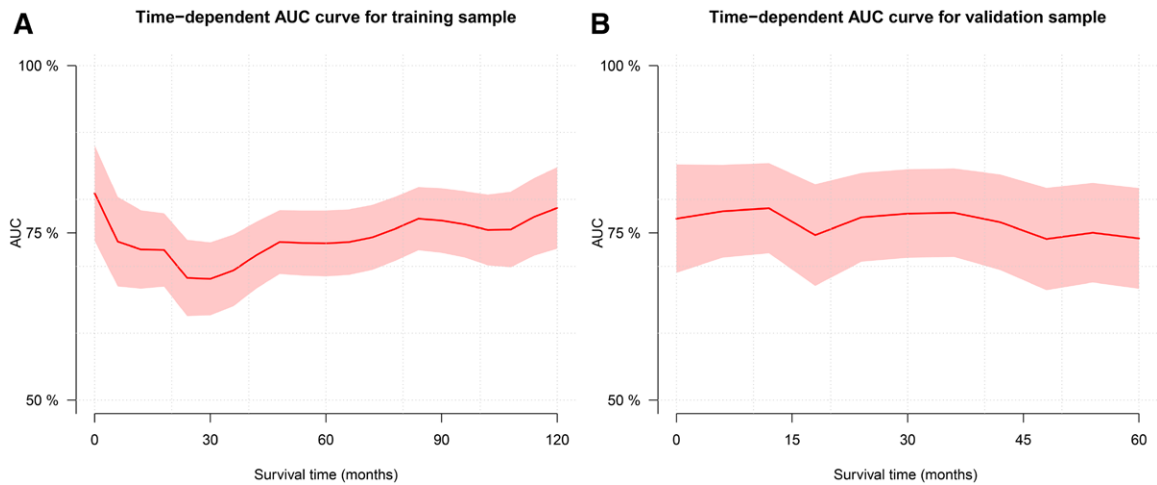 A
Time−dependent AUC curve for training sample
100 %
75 %
50 %
AUC
0 30 60 90 120
Survival time (months)
B
Time−dependent AUC curve for validation sample
100 %
75 %
50 %
AUC
0 15 30 45 60
Survival time (months)